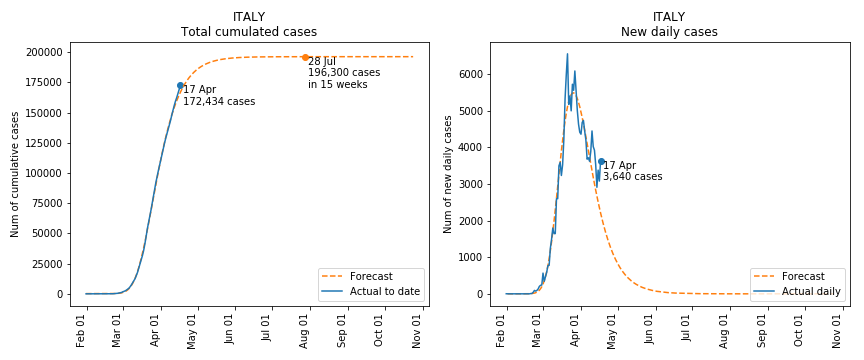 ITALY
Total cumulated cases
Num of cumulative cases
200000
175000
150000
125000
100000
75000
50000
25000
0
28 Jul
196,300 cases
in 15 weeks
17 Apr
172,434 cases
Forecast
Actual to date
Feb 01
Mar 01
Apr 01
May 01
Jun 01
Jul 01
Aug 01
Sep 01
Oct 01
Nov 01
ITALY
New daily cases
Num of new daily cases
6000
5000
4000
3000
2000
1000
0
17 Apr
3,640 cases
Forecast
Actual daily
Feb 01
Mar 01
Apr 01
May 01
Jun 01
Jul 01
Aug 01
Sep 01
Oct 01
Nov 01